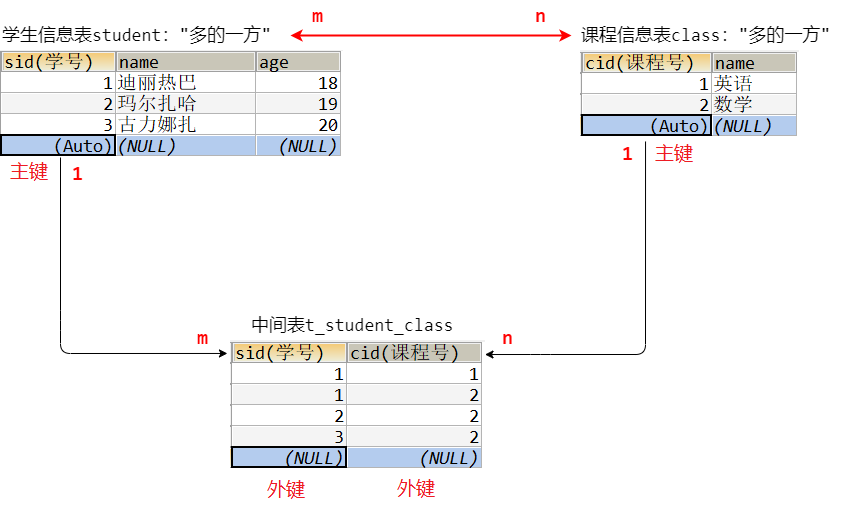 m n
学生信息表student："多的一方" 课程信息表class："多的一方"
sid(学号) name age cid(课程号) name
1 迪丽热巴 18 1 英语
2 玛尔扎哈 19 2 数学
3 古力娜扎 20 (Auto) (NULL)
(Auto) (NULL) (NULL)
主键 1 1 主键
中间表t_student_class
m n
sid(学号) cid(课程号)
1 1
1 2
2 2
3 2
(NULL) (NULL)
外键 外键